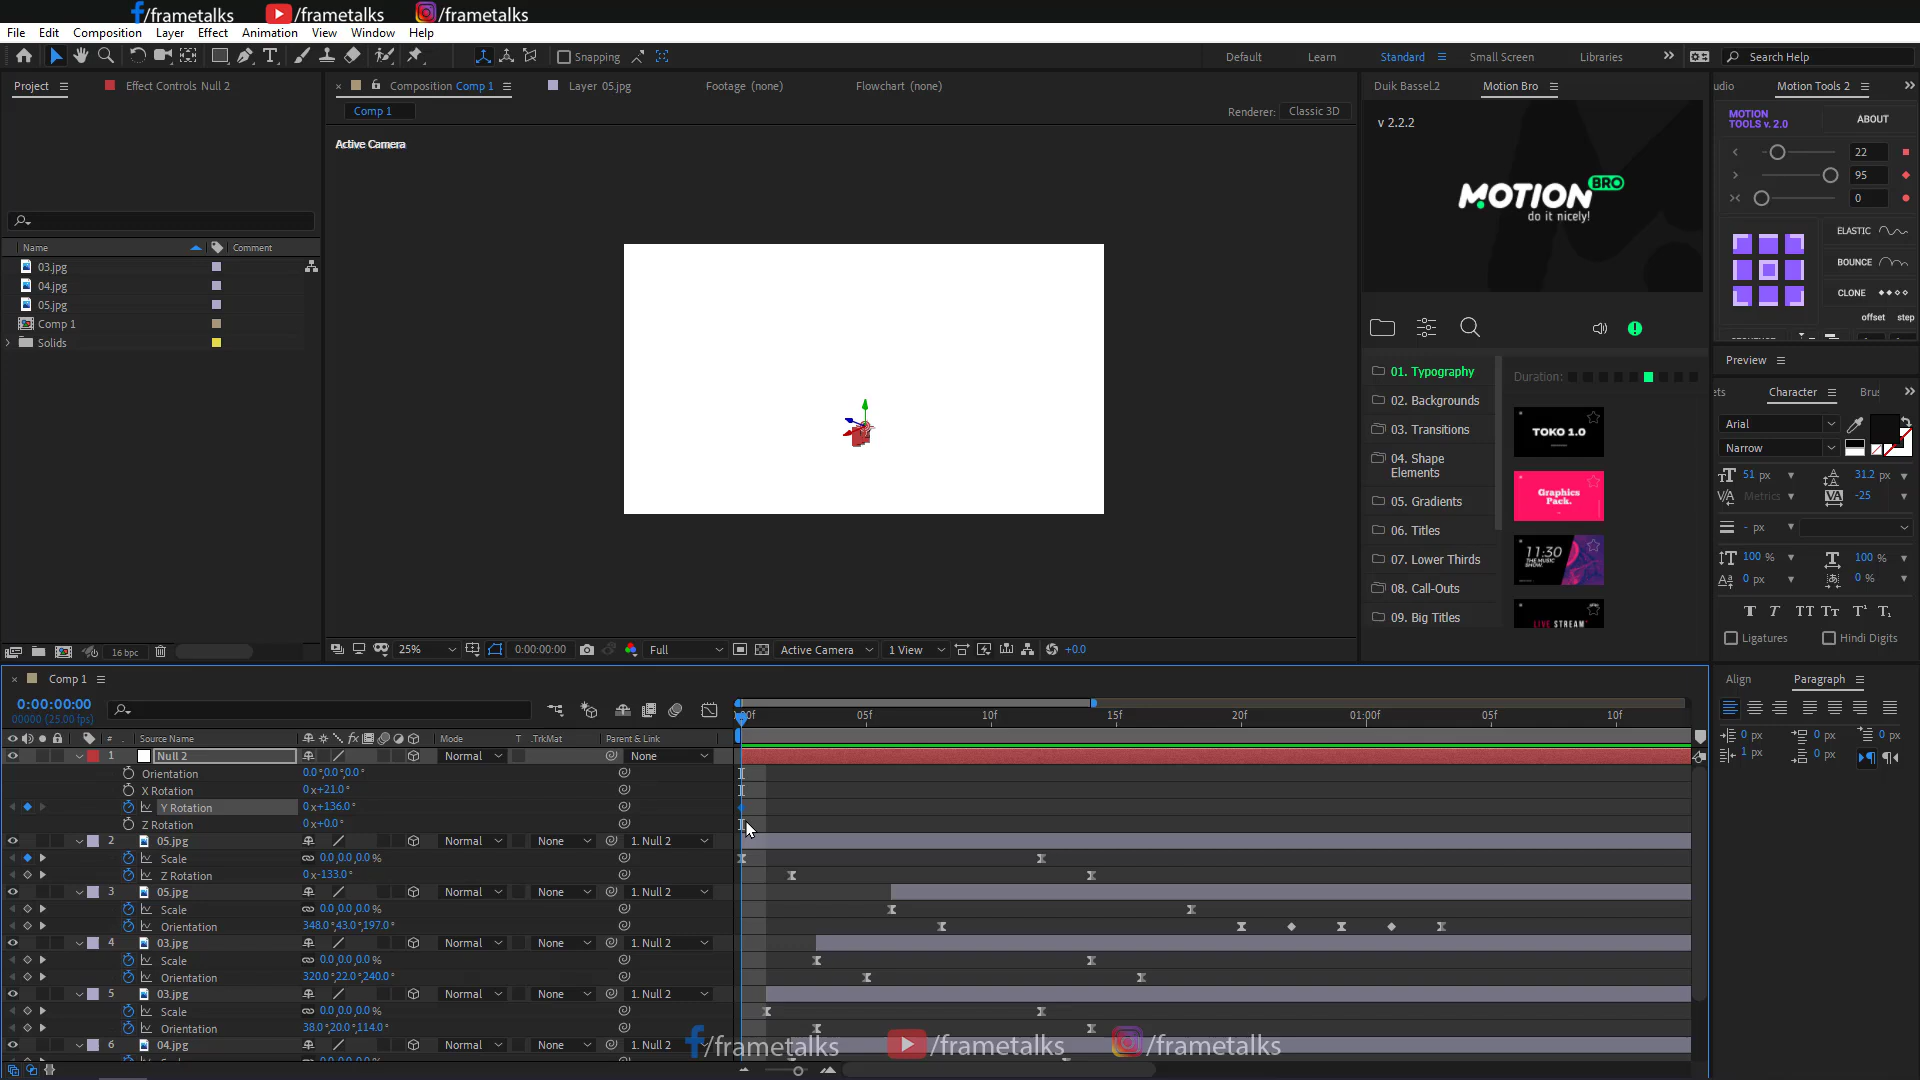 /frametalks /frametalks /frametalks
File Edit Composition Layer Effect Animation View Window Help
Snapping Default Learn Standard Small Screen Libraries Search Help
Project Effect Controls Null 2 Composition Comp 1 Layer 05.jpg Footage (none) Flowchart (none) Duik Bassel.2 Motion Bro udio Motion Tools 2
Comp 1 Renderer: Classic 3D
Active Camera
v 2.2.2
MOTION BRO
do it nicely!
MOTION TOOLS v. 2.0 ABOUT
22
95
0
ELASTIC
BOUNCE
CLONE
offset step
Name Comment
03.jpg
04.jpg
05.jpg
Comp 1
Solids
01. Typography
02. Backgrounds
03. Transitions
04. Shape
Elements
05. Gradients
06. Titles
07. Lower Thirds
08. Call-Outs
09. Big Titles
Duration:
TOKO 1.0
Graphics
Pack.
11:30
THE MUSIC
SHOW.
LIVE STREAM
Preview
ets Character Bru
Arial
Narrow
51 px 31.2 px
Metrics -25
- px
100 % 100 %
0 px 0 %
T T TT Tt T¹ T₁
Ligatures Hindi Digits
16 bpc 25% 0:00:00:00 Full Active Camera 1 View +0.0
Comp 1
0:00:00:00
00000 (25.00 fps)
:00f 05f 10f 15f 20f 01:00f 05f 10f
# Source Name Mode T .TrkMat Parent & Link
1 Null 2 Normal None
Orientation 0.0°,0.0°,0.0°
X Rotation 0x+21.0°
Y Rotation 0x+136.0°
Z Rotation 0x+0.0°
2 05.jpg Normal None 1. Null 2
Scale 0.0,0.0,0.0%
Z Rotation 0x-133.0°
3 05.jpg Normal None 1. Null 2
Scale 0.0,0.0,0.0%
Orientation 348.0°,43.0°,197.0°
4 03.jpg Normal None 1. Null 2
Scale 0.0,0.0,0.0%
Orientation 320.0°,22.0°,240.0°
5 03.jpg Normal None 1. Null 2
Scale 0.0,0.0,0.0%
Orientation 38.0°,20.0°,114.0°
6 04.jpg Normal None 1. Null 2
Align Paragraph
0 px 0 px 0 px
1 px 0 px
/frametalks /frametalks /frametalks